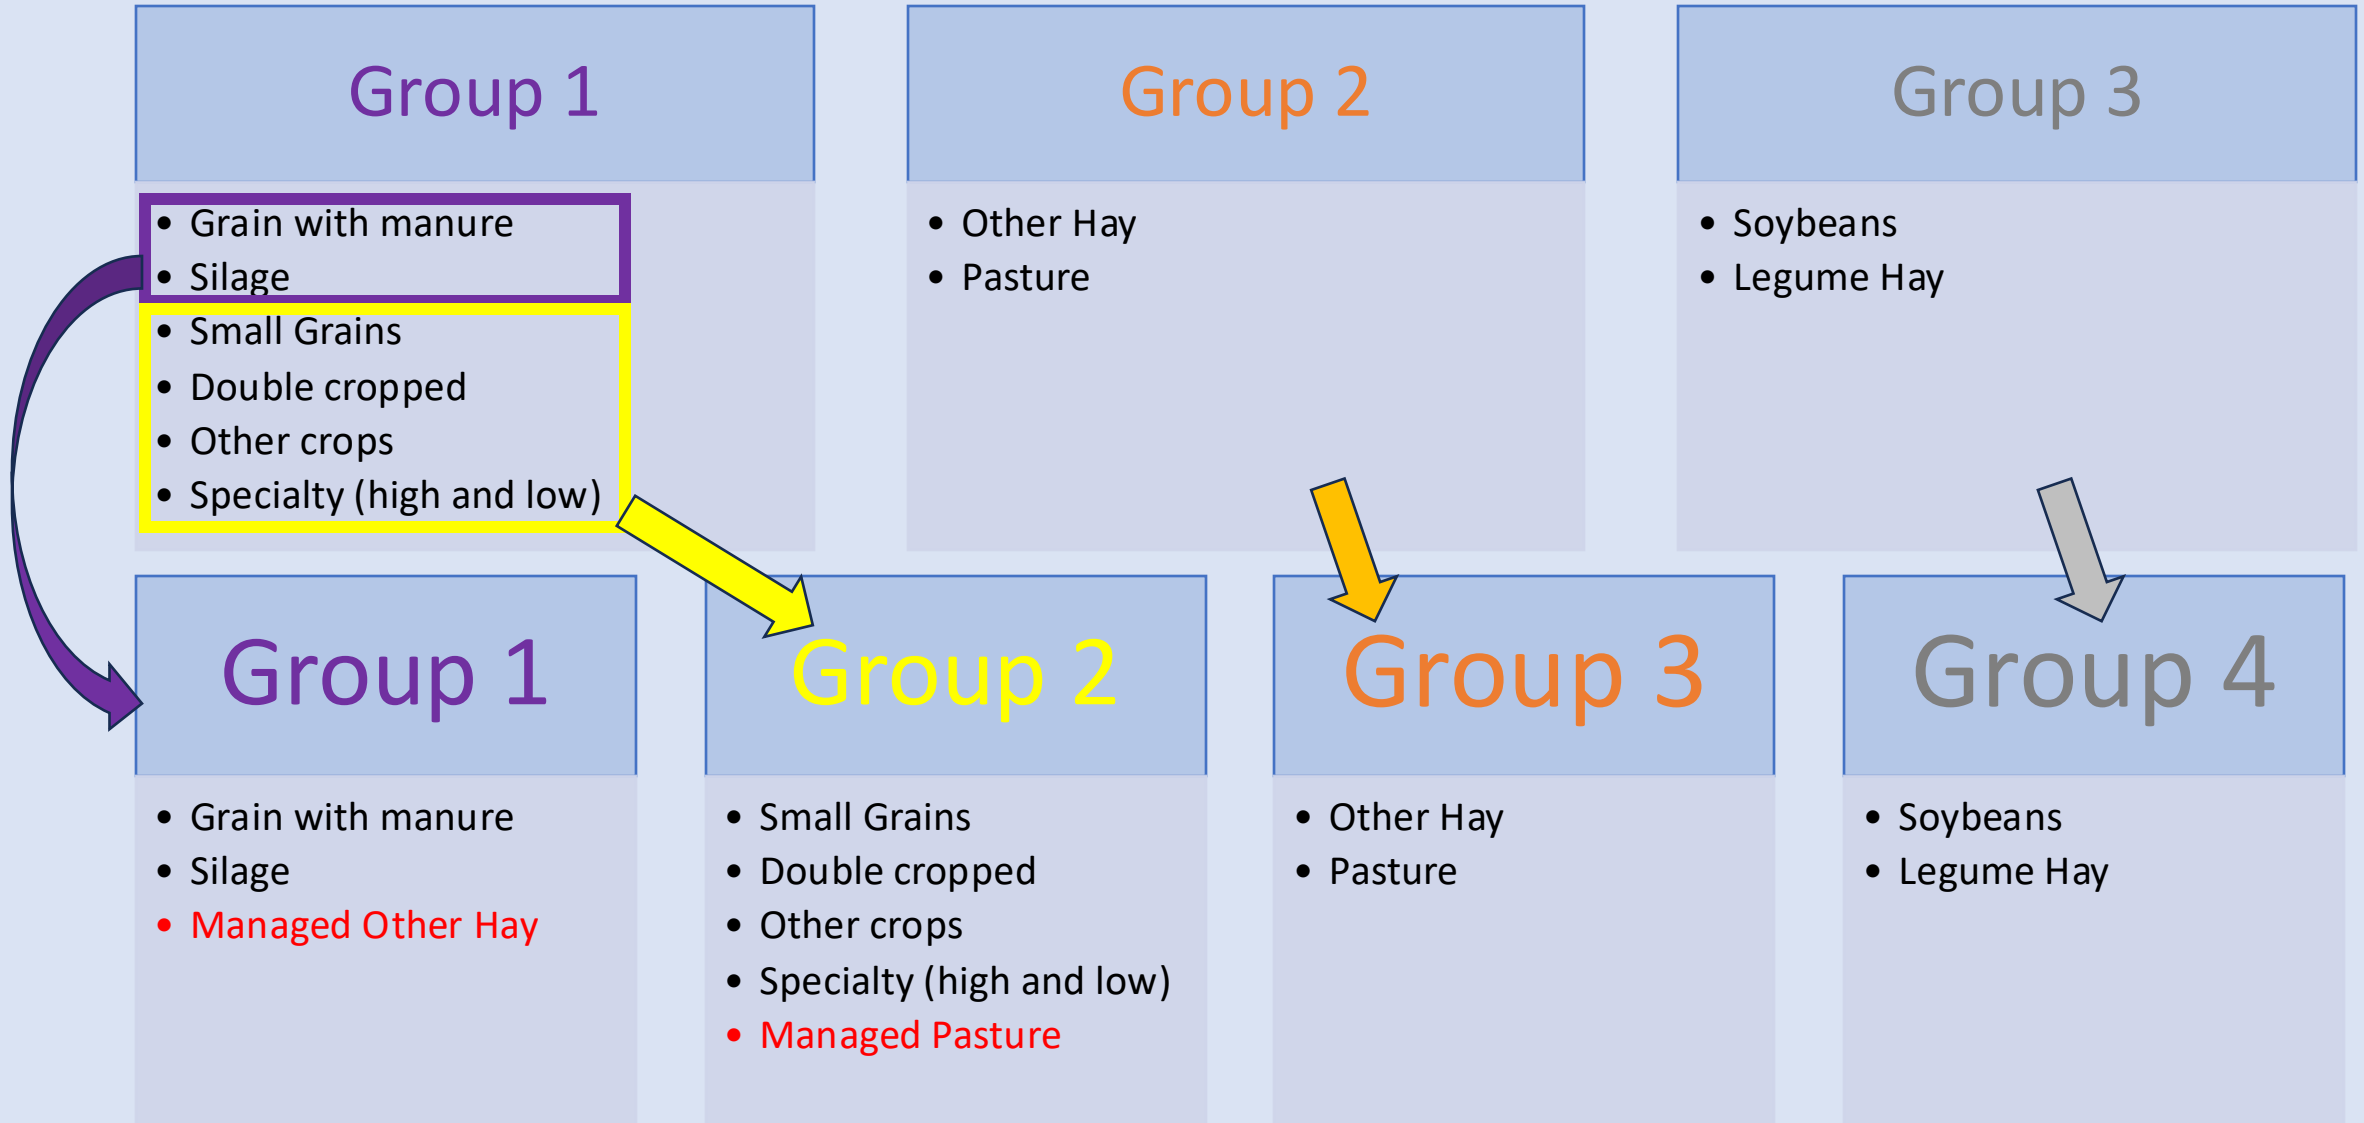 Group 1
• Grain with manure
• Silage
• Small Grains
• Double cropped
• Other crops
• Specialty (high and low)
Group 2
• Other Hay
• Pasture
Group 3
• Soybeans
• Legume Hay
Group 1
• Grain with manure
• Silage
• Managed Other Hay
Group 2
• Small Grains
• Double cropped
• Other crops
• Specialty (high and low)
• Managed Pasture
Group 3
• Other Hay
• Pasture
Group 4
• Soybeans
• Legume Hay